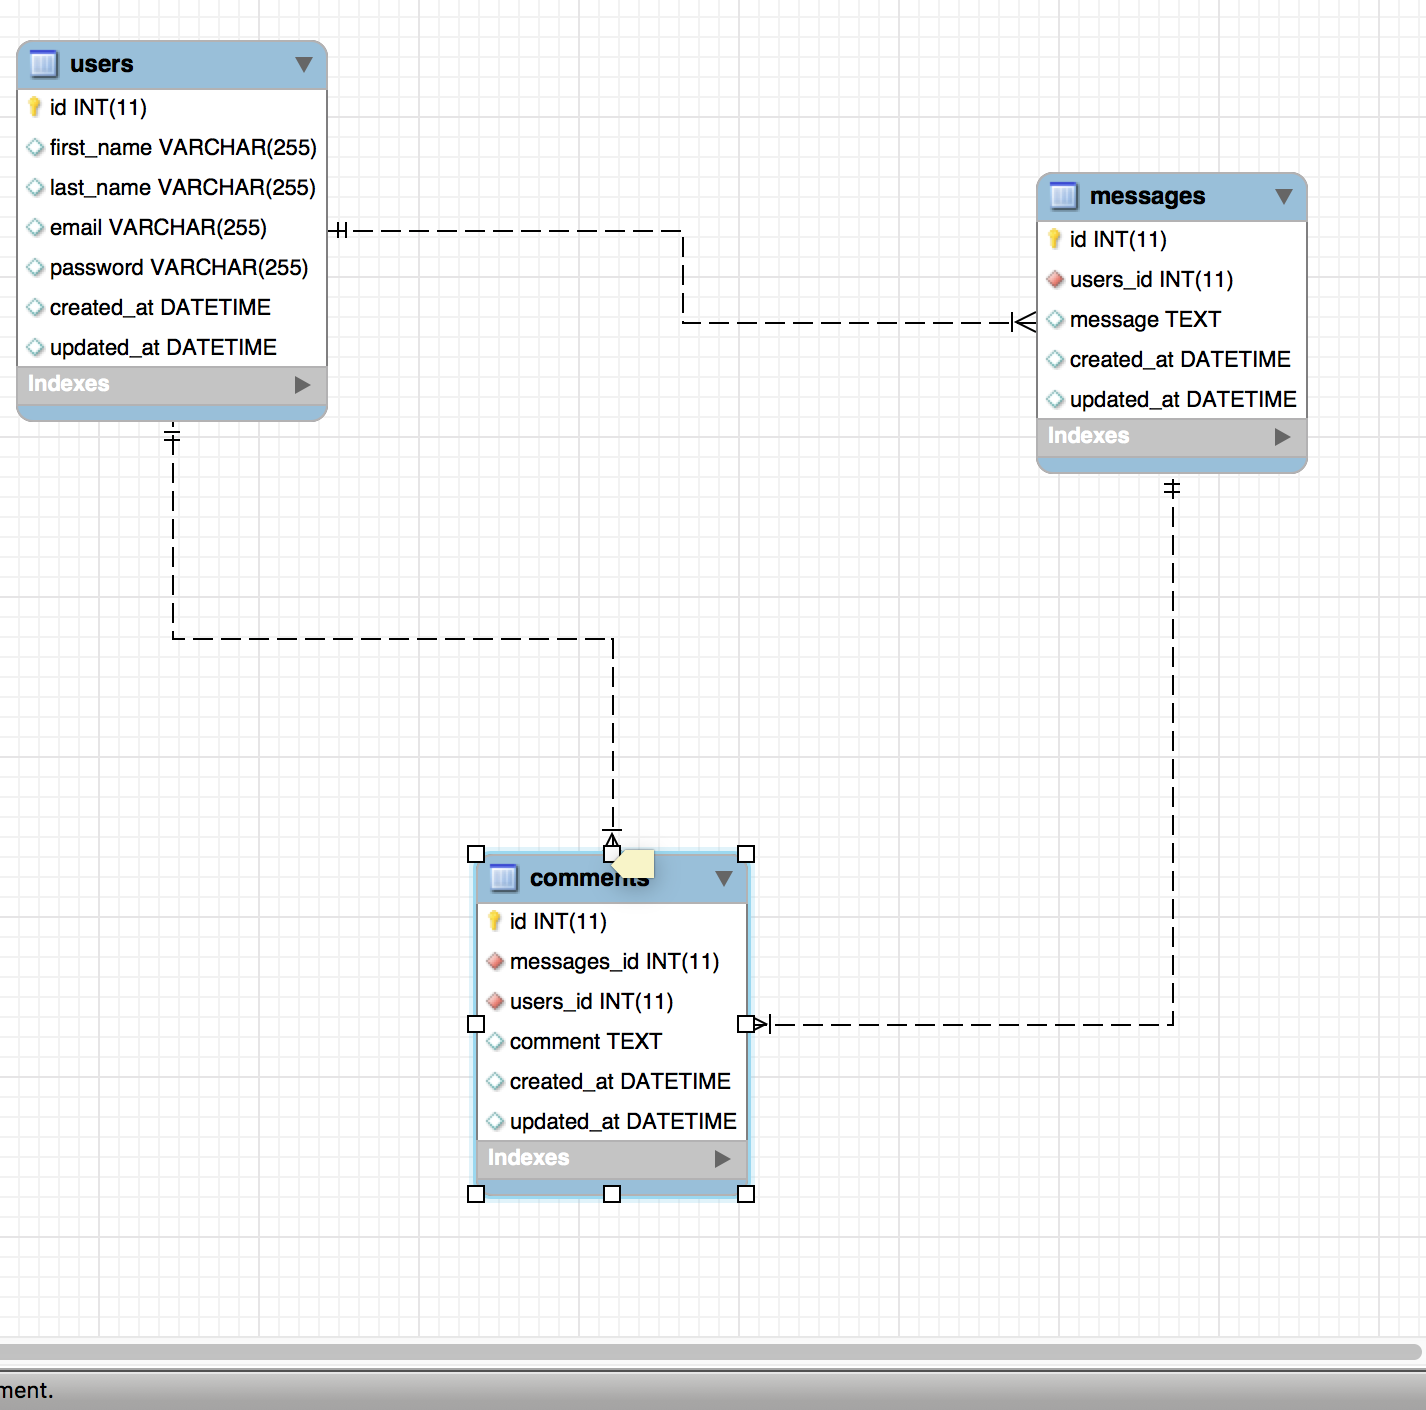 users
id INT(11)
first_name VARCHAR(255)
last_name VARCHAR(255)
email VARCHAR(255)
password VARCHAR(255)
created_at DATETIME
updated_at DATETIME
Indexes
messages
id INT(11)
users_id INT(11)
message TEXT
created_at DATETIME
updated_at DATETIME
Indexes
comments
id INT(11)
messages_id INT(11)
users_id INT(11)
comment TEXT
created_at DATETIME
updated_at DATETIME
Indexes
ment.